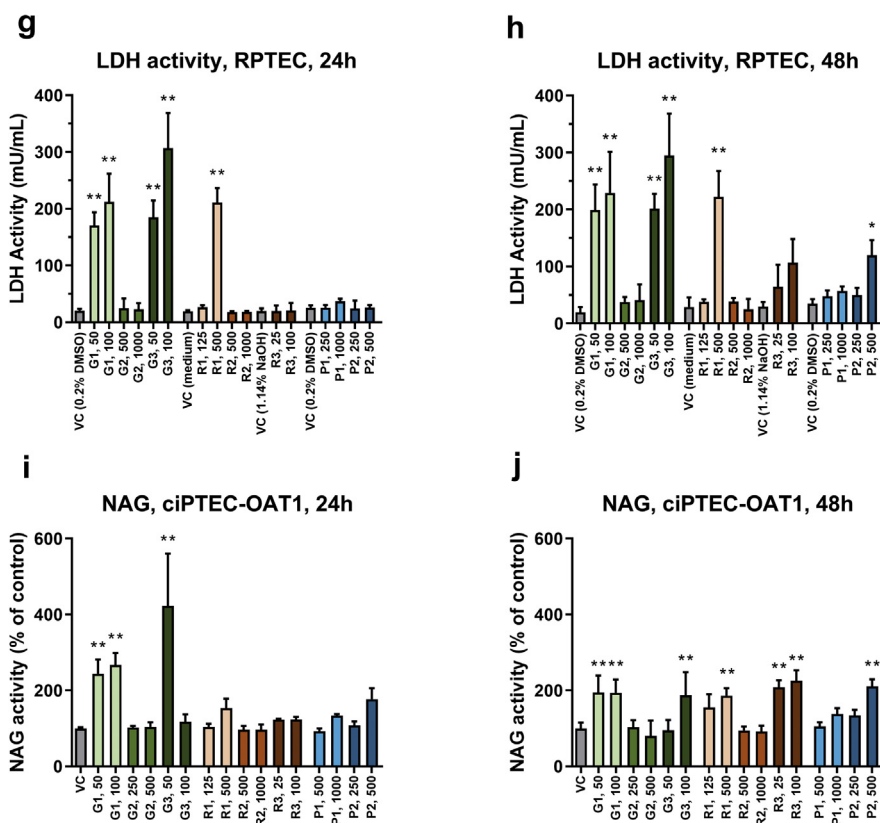 g
LDH activity, RPTEC, 24h
LDH Activity (mU/mL)
400
300
200
100
0
**
**
**
**
**
VC (0.2% DMSO)
G1, 50
G1, 100
G2, 500
G2, 1000
G3, 50
G3, 100
VC (medium)
R1, 125
R1, 500
R2, 500
R2, 1000
VC (1.14% NaOH)
R3, 25
R3, 100
VC (0.2% DMSO)
P1, 250
P1, 1000
P2, 250
P2, 500
h
LDH activity, RPTEC, 48h
LDH Activity (mU/mL)
400
300
200
100
0
**
**
**
**
**
*
VC (0.2% DMSO)
G1, 50
G1, 100
G2, 500
G2, 1000
G3, 50
G3, 100
VC (medium)
R1, 125
R1, 500
R2, 500
R2, 1000
VC (1.14% NaOH)
R3, 25
R3, 100
VC (0.2% DMSO)
P1, 250
P1, 1000
P2, 250
P2, 500
i
NAG, ciPTEC-OAT1, 24h
NAG activity (% of control)
600
400
200
0
**
**
**
VC
G1, 50
G1, 100
G2, 250
G2, 500
G3, 50
G3, 100
R1, 125
R1, 500
R2, 500
R2, 1000
R3, 25
R3, 100
P1, 500
P1, 1000
P2, 250
P2, 500
j
NAG, ciPTEC-OAT1, 48h
NAG activity (% of control)
600
400
200
0
**
**
**
**
**
**
**
VC
G1, 50
G1, 100
G2, 250
G2, 500
G3, 50
G3, 100
R1, 125
R1, 500
R2, 500
R2, 1000
R3, 25
R3, 100
P1, 500
P1, 1000
P2, 250
P2, 500